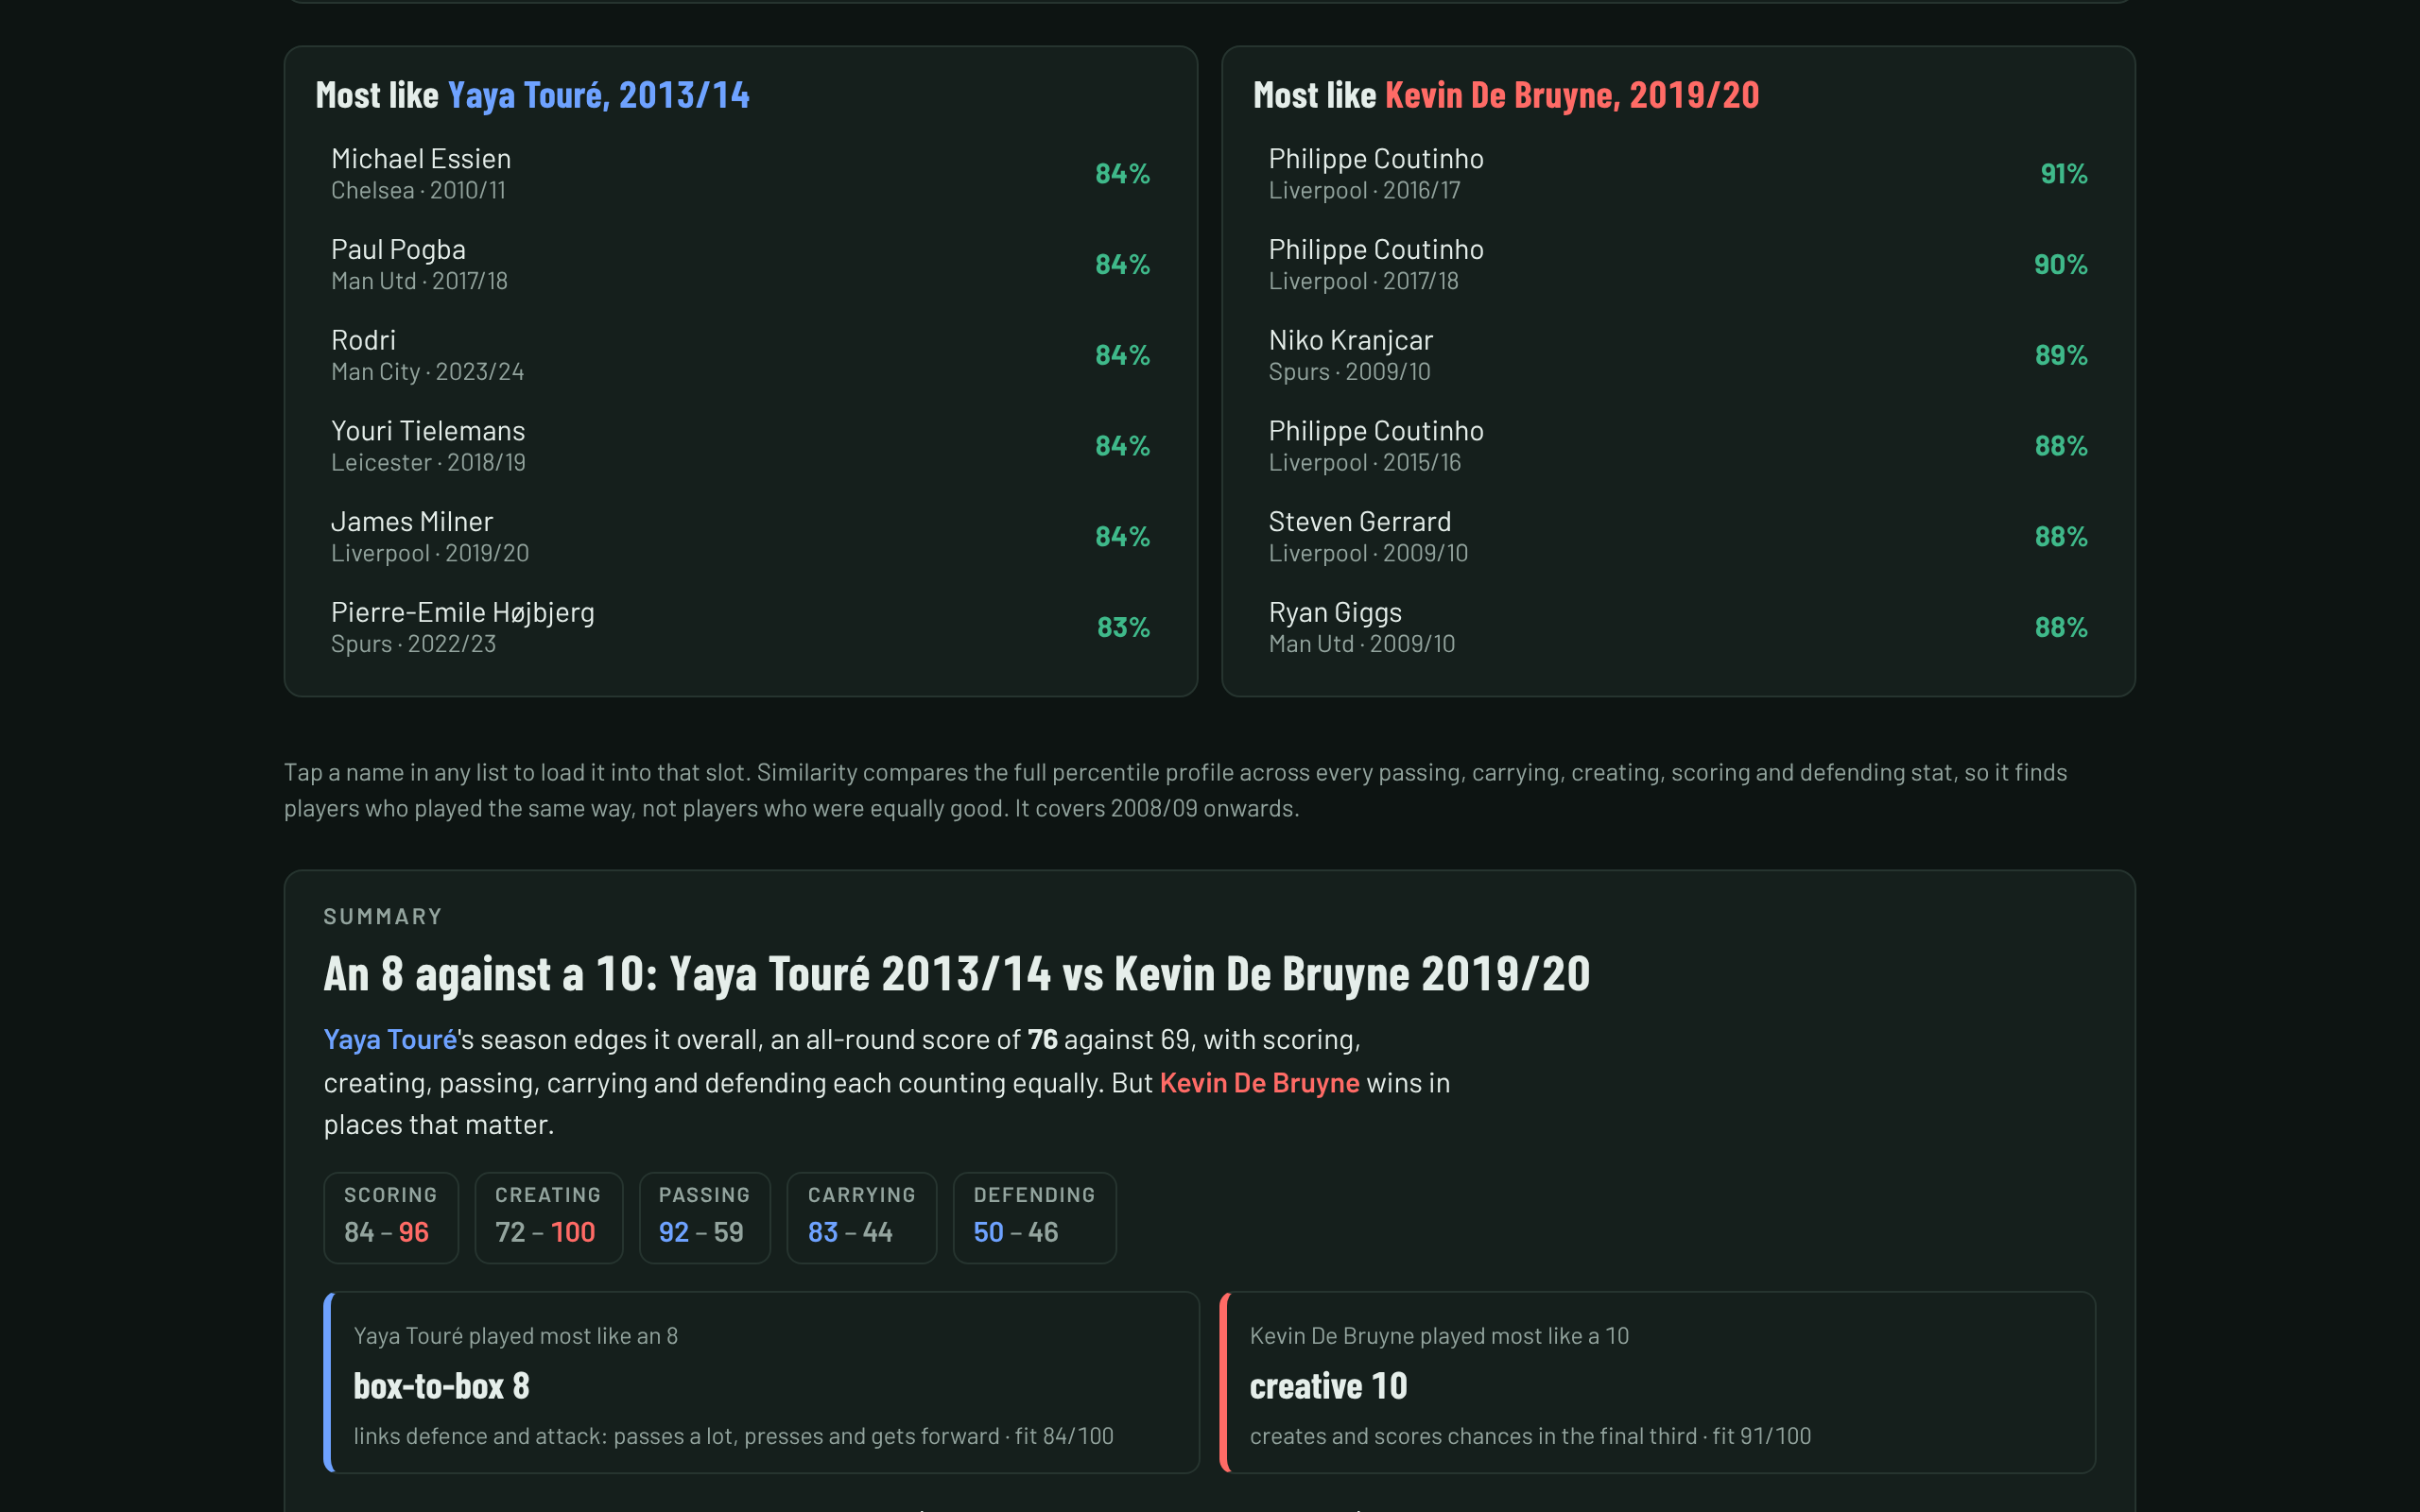 Most like Yaya Touré, 2013/14
Michael Essien
Chelsea · 2010/11
84%
Paul Pogba
Man Utd · 2017/18
84%
Rodri
Man City · 2023/24
84%
Youri Tielemans
Leicester · 2018/19
84%
James Milner
Liverpool · 2019/20
84%
Pierre-Emile Højbjerg
Spurs · 2022/23
83%
Most like Kevin De Bruyne, 2019/20
Philippe Coutinho
Liverpool · 2016/17
91%
Philippe Coutinho
Liverpool · 2017/18
90%
Niko Kranjcar
Spurs · 2009/10
89%
Philippe Coutinho
Liverpool · 2015/16
88%
Steven Gerrard
Liverpool · 2009/10
88%
Ryan Giggs
Man Utd · 2009/10
88%
Tap a name in any list to load it into that slot. Similarity compares the full percentile profile across every passing, carrying, creating, scoring and defending stat, so it finds
players who played the same way, not players who were equally good. It covers 2008/09 onwards.
SUMMARY
An 8 against a 10: Yaya Touré 2013/14 vs Kevin De Bruyne 2019/20
Yaya Touré's season edges it overall, an all-round score of 76 against 69, with scoring,
creating, passing, carrying and defending each counting equally. But Kevin De Bruyne wins in
places that matter.
SCORING
84 – 96
CREATING
72 – 100
PASSING
92 – 59
CARRYING
83 – 44
DEFENDING
50 – 46
Yaya Touré played most like an 8
box-to-box 8
links defence and attack: passes a lot, presses and gets forward · fit 84/100
Kevin De Bruyne played most like a 10
creative 10
creates and scores chances in the final third · fit 91/100